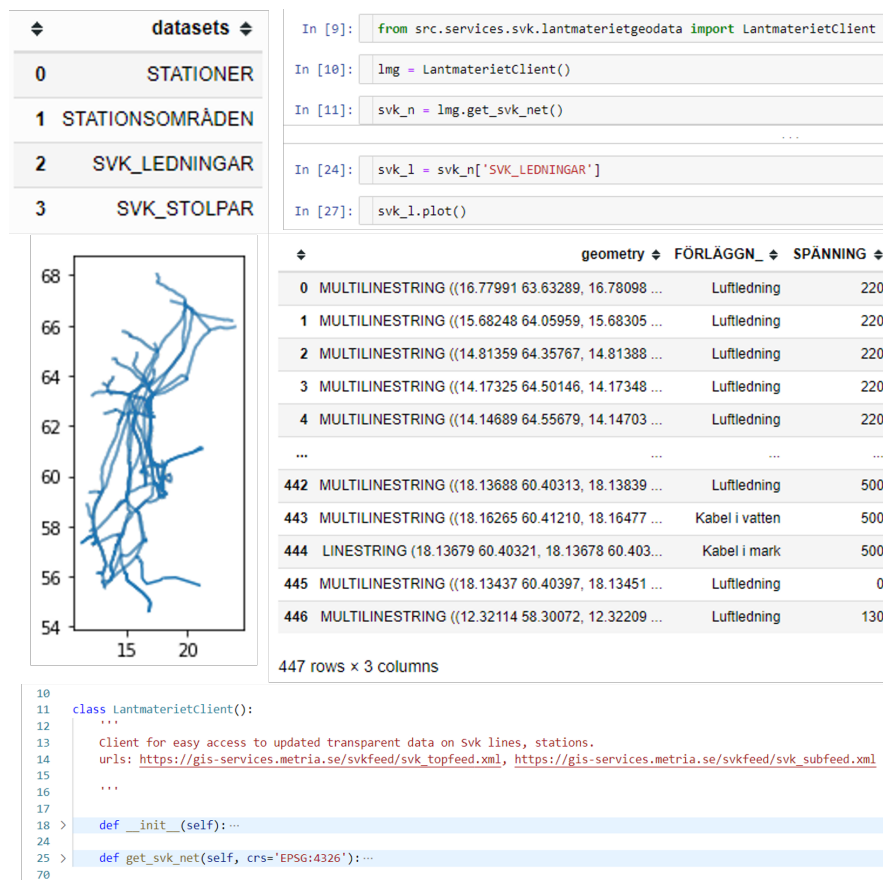 datasets
0 STATIONER
1 STATIONSOMRÅDEN
2 SVK_LEDNINGAR
3 SVK_STOLPAR
In [9]: from src.services.svk.lantmaterietgeodata import LantmaterietClient
In [10]: lmg = LantmaterietClient()
In [11]: svk_n = lmg.get_svk_net()
...
In [24]: svk_l = svk_n['SVK_LEDNINGAR']
In [27]: svk_l.plot()
68
66
64
62
60
58
56
54
15 20
geometry FÖRLÄGGN_ SPÄNNING
0 MULTILINESTRING ((16.77991 63.63289, 16.78098 ... Luftledning 220
1 MULTILINESTRING ((15.68248 64.05959, 15.68305 ... Luftledning 220
2 MULTILINESTRING ((14.81359 64.35767, 14.81388 ... Luftledning 220
3 MULTILINESTRING ((14.17325 64.50146, 14.17348 ... Luftledning 220
4 MULTILINESTRING ((14.14689 64.55679, 14.14703 ... Luftledning 220
... ... ... ...
442 MULTILINESTRING ((18.13688 60.40313, 18.13839 ... Luftledning 500
443 MULTILINESTRING ((18.16265 60.41210, 18.16477 ... Kabel i vatten 500
444 LINESTRING (18.13679 60.40321, 18.13678 60.403... Kabel i mark 500
445 MULTILINESTRING ((18.13437 60.40397, 18.13451 ... Luftledning 0
446 MULTILINESTRING ((12.32114 58.30072, 12.32209 ... Luftledning 130
447 rows × 3 columns
10
11 class LantmaterietClient():
12 '''
13 Client for easy access to updated transparent data on Svk lines, stations.
14 urls: https://gis-services.metria.se/svkfeed/svk_topfeed.xml, https://gis-services.metria.se/svkfeed/svk_subfeed.xml
15
16 '''
17
18 > def __init__(self):···
24
25 > def get_svk_net(self, crs='EPSG:4326'):···
70